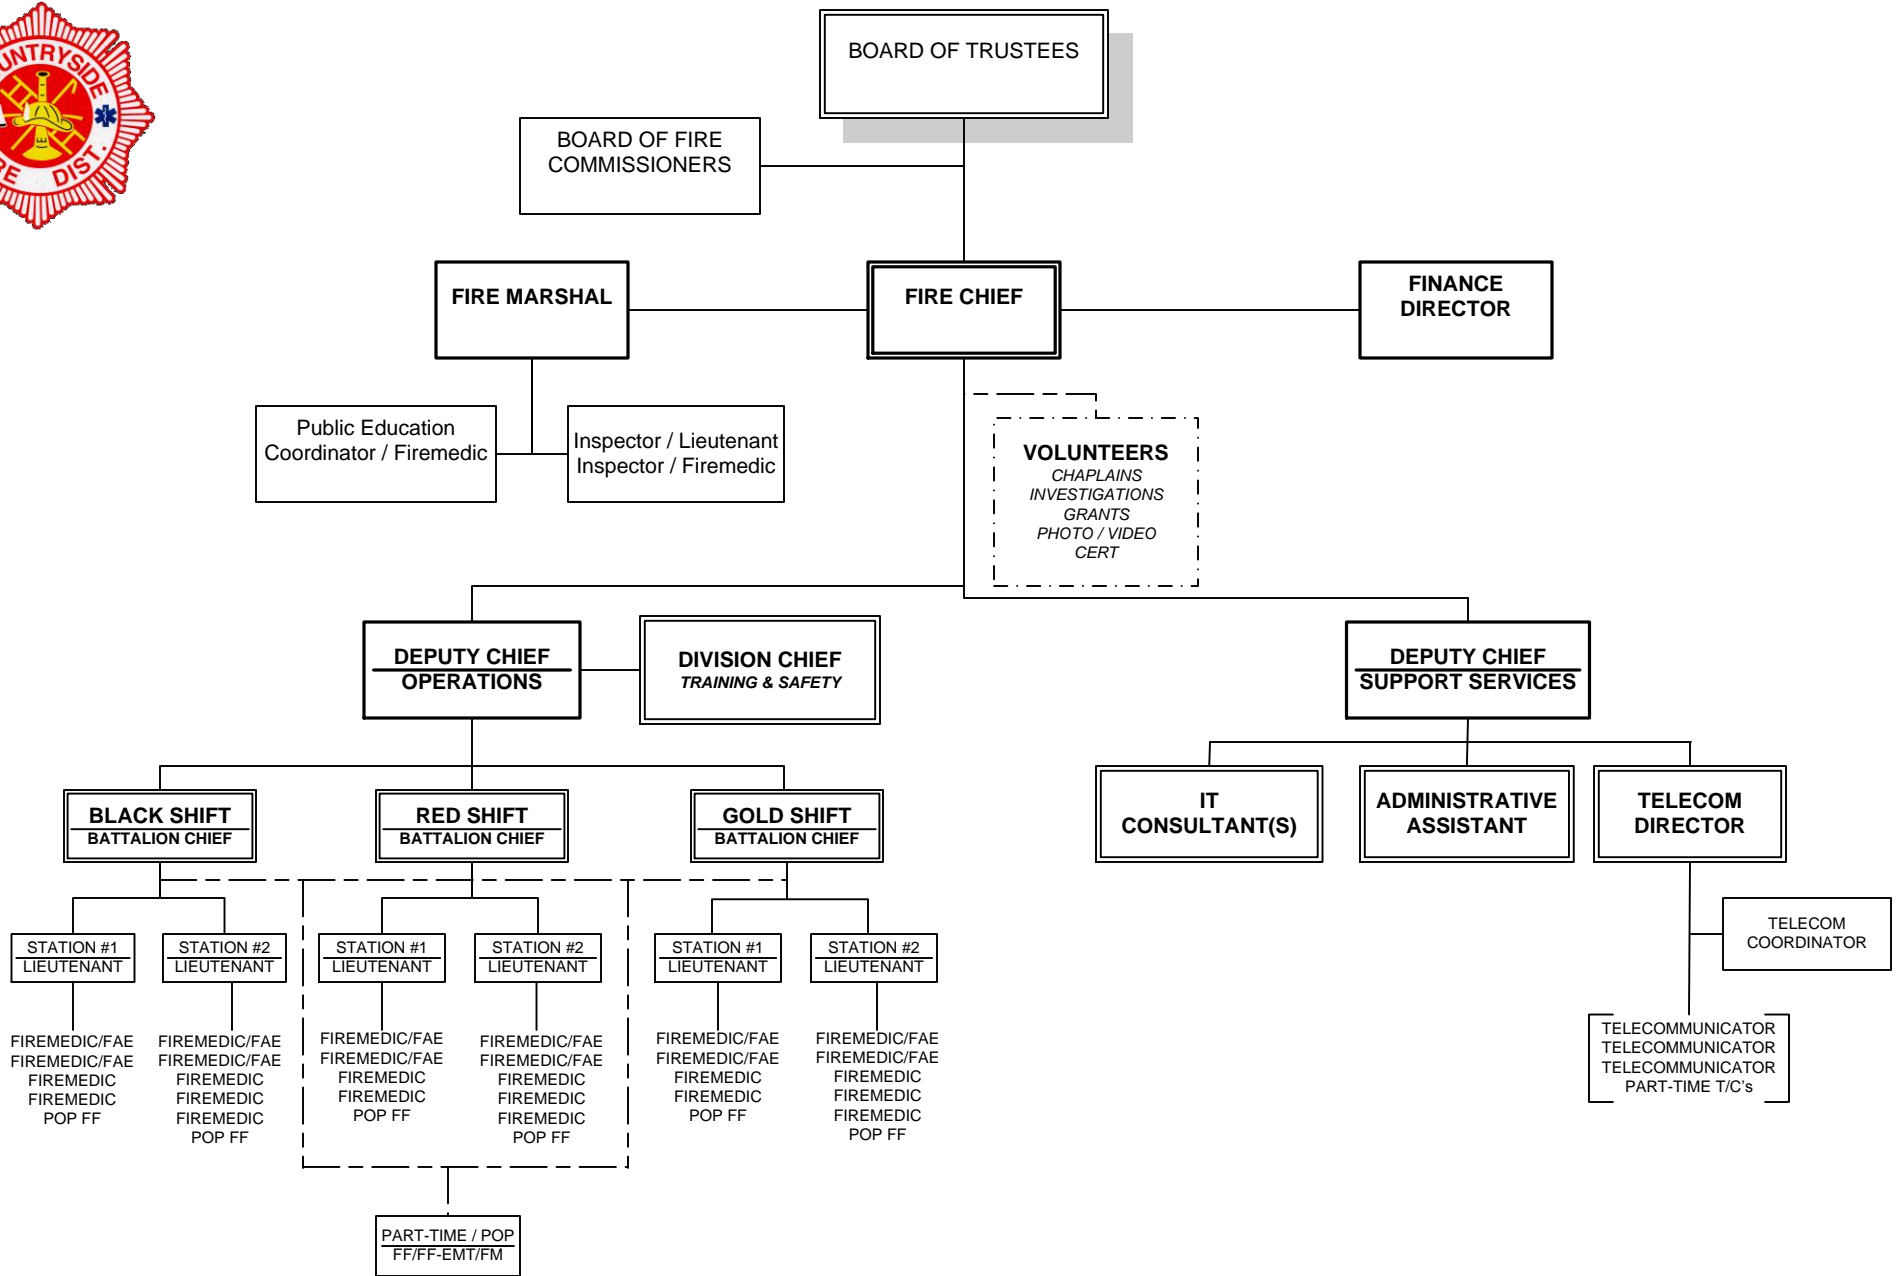 UNTRYSIDE
RE DIST.
BOARD OF TRUSTEES
BOARD OF FIRE
COMMISSIONERS
FIRE MARSHAL
FIRE CHIEF
FINANCE
DIRECTOR
Public Education
Coordinator / Firemedic
Inspector / Lieutenant
Inspector / Firemedic
VOLUNTEERS
CHAPLAINS
INVESTIGATIONS
GRANTS
PHOTO / VIDEO
CERT
DEPUTY CHIEF
OPERATIONS
DIVISION CHIEF
TRAINING & SAFETY
DEPUTY CHIEF
SUPPORT SERVICES
BLACK SHIFT
BATTALION CHIEF
RED SHIFT
BATTALION CHIEF
GOLD SHIFT
BATTALION CHIEF
IT
CONSULTANT(S)
ADMINISTRATIVE
ASSISTANT
TELECOM
DIRECTOR
STATION #1
LIEUTENANT
STATION #2
LIEUTENANT
STATION #1
LIEUTENANT
STATION #2
LIEUTENANT
STATION #1
LIEUTENANT
STATION #2
LIEUTENANT
TELECOM
COORDINATOR
FIREMEDIC/FAE
FIREMEDIC/FAE
FIREMEDIC
FIREMEDIC
POP FF
FIREMEDIC/FAE
FIREMEDIC/FAE
FIREMEDIC
FIREMEDIC
FIREMEDIC
POP FF
FIREMEDIC/FAE
FIREMEDIC/FAE
FIREMEDIC
FIREMEDIC
POP FF
FIREMEDIC/FAE
FIREMEDIC/FAE
FIREMEDIC
FIREMEDIC
FIREMEDIC
POP FF
FIREMEDIC/FAE
FIREMEDIC/FAE
FIREMEDIC
FIREMEDIC
POP FF
FIREMEDIC/FAE
FIREMEDIC/FAE
FIREMEDIC
FIREMEDIC
FIREMEDIC
POP FF
TELECOMMUNICATOR
TELECOMMUNICATOR
TELECOMMUNICATOR
PART-TIME T/C's
PART-TIME / POP
FF/FF-EMT/FM